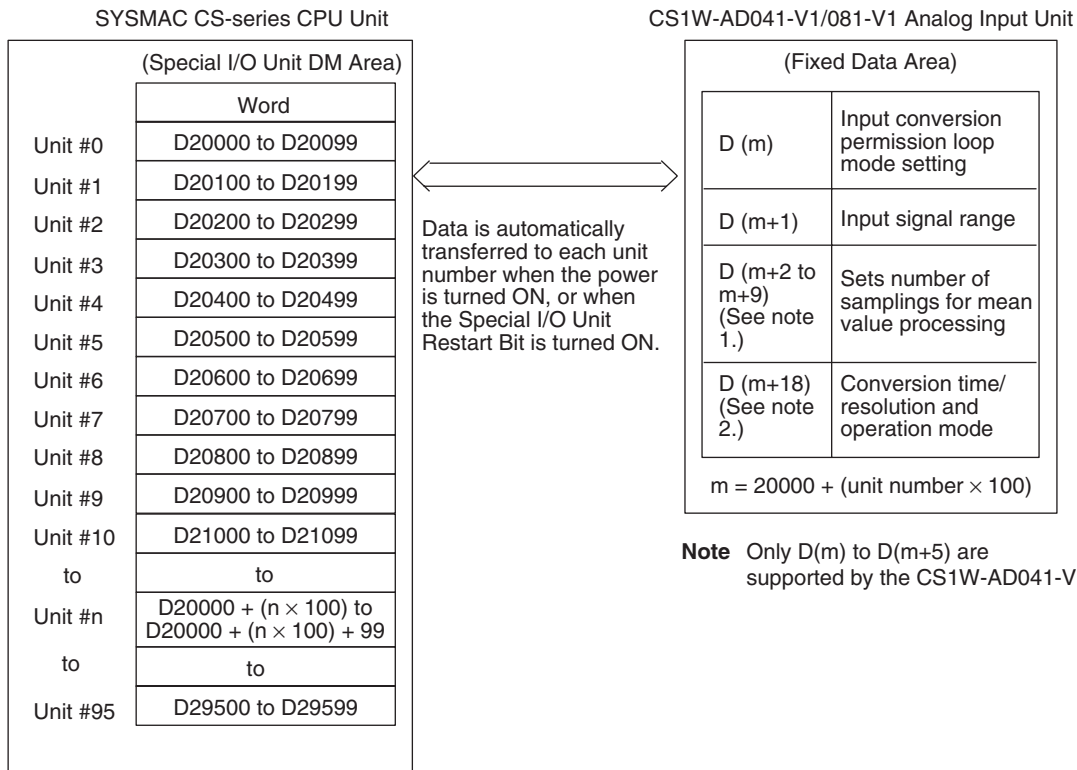 SYSMAC CS-series CPU Unit
(Special I/O Unit DM Area)
Word
Unit #0 D20000 to D20099
Unit #1 D20100 to D20199
Unit #2 D20200 to D20299
Unit #3 D20300 to D20399
Unit #4 D20400 to D20499
Unit #5 D20500 to D20599
Unit #6 D20600 to D20699
Unit #7 D20700 to D20799
Unit #8 D20800 to D20899
Unit #9 D20900 to D20999
Unit #10 D21000 to D21099
to to
Unit #n D20000 + (n × 100) to
D20000 + (n × 100) + 99
to to
Unit #95 D29500 to D29599
Data is automatically
transferred to each unit
number when the power
is turned ON, or when
the Special I/O Unit
Restart Bit is turned ON.
CS1W-AD041-V1/081-V1 Analog Input Unit
(Fixed Data Area)
D (m)
Input conversion
permission loop
mode setting
D (m+1)
Input signal range
D (m+2 to
m+9)
(See note
1.)
Sets number of
samplings for mean
value processing
D (m+18)
(See note
2.)
Conversion time/
resolution and
operation mode
m = 20000 + (unit number × 100)
Note Only D(m) to D(m+5) are
supported by the CS1W-AD041-V